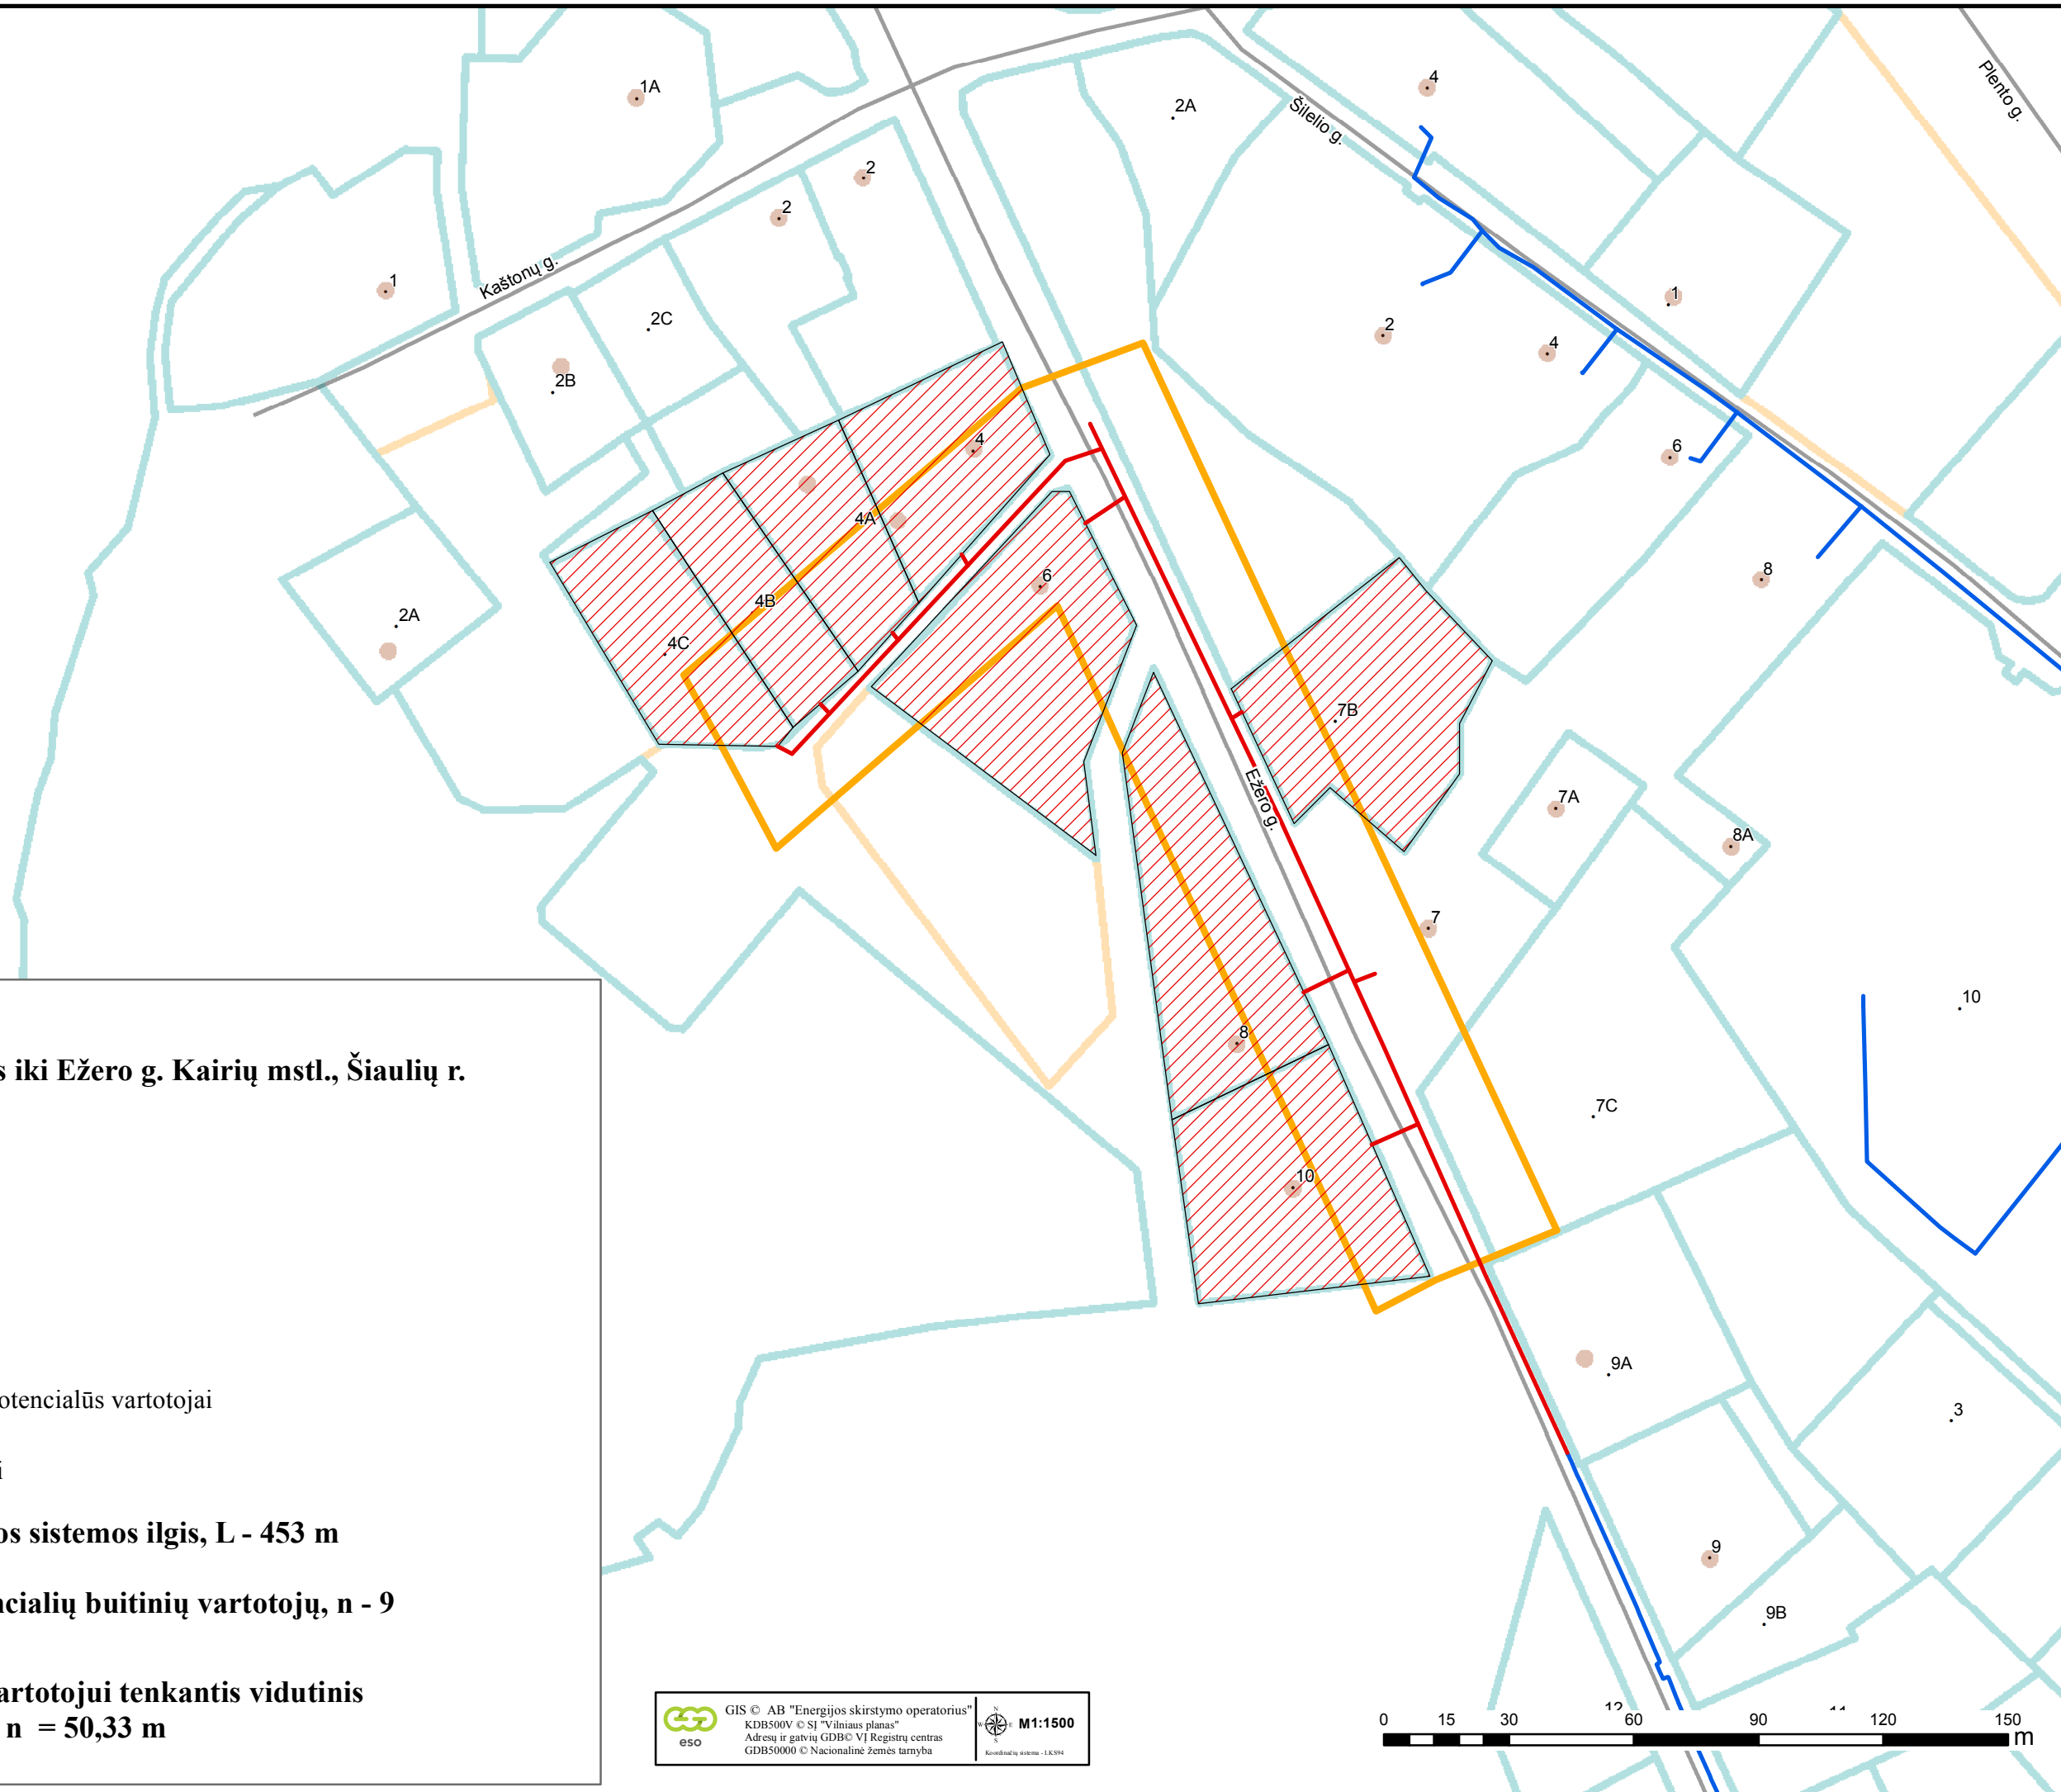 1A
4
2A
Šilelio g.
Plento g.
2
2
1
Kaštonų g.
2C
2B
2
4
1
6
8
4
4A
6
4B
4C
2A
7B
Ežero g.
7A
8A
7
10
8
7C
10
9A
3
9
9B
s iki Ežero g. Kairių mstl., Šiaulių r.
otencialūs vartotojai
i
os sistemos ilgis, L - 453 m
ncialių buitinių vartotojų, n - 9
artotojui tenkantis vidutinis
n = 50,33 m
eso
GIS © AB "Energijos skirstymo operatorius"
KDB500V © SĮ "Vilniaus planas"
Adresų ir gatvių GDB© VĮ Registrų centras
GDB50000 © Nacionalinė žemės tarnyba
N
W E
S
M1:1500
Koordinačių sistema - LKS94
0 15 30 60 90 120 150
m